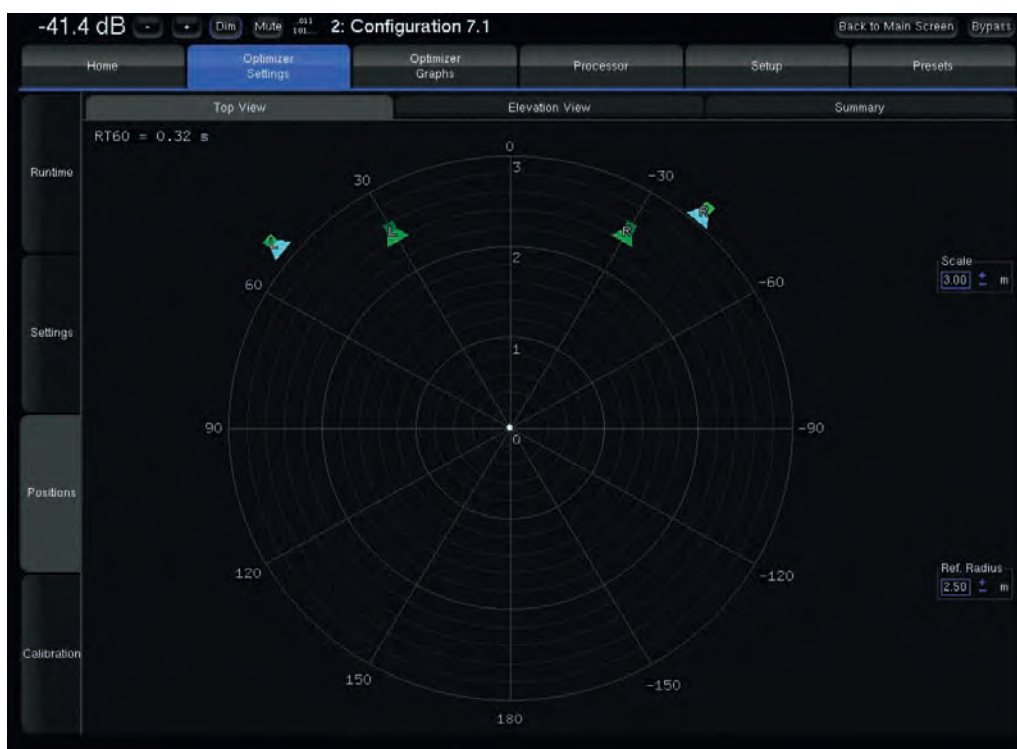 -41.4 dB - + Dim Mute ..011 101... 2: Configuration 7.1 Back to Main Screen Bypass
Home Optimizer Settings Optimizer Graphs Processor Setup Presets
Top View Elevation View Summary
RT60 = 0.32 s
Runtime
Settings
Positions
Calibration
0
3
30 -30
L R
L R
2
60 -60
1
90 0 -90
120 -120
150 -150
180
Scale
3.00 + - m
Ref. Radius
2.50 + - m